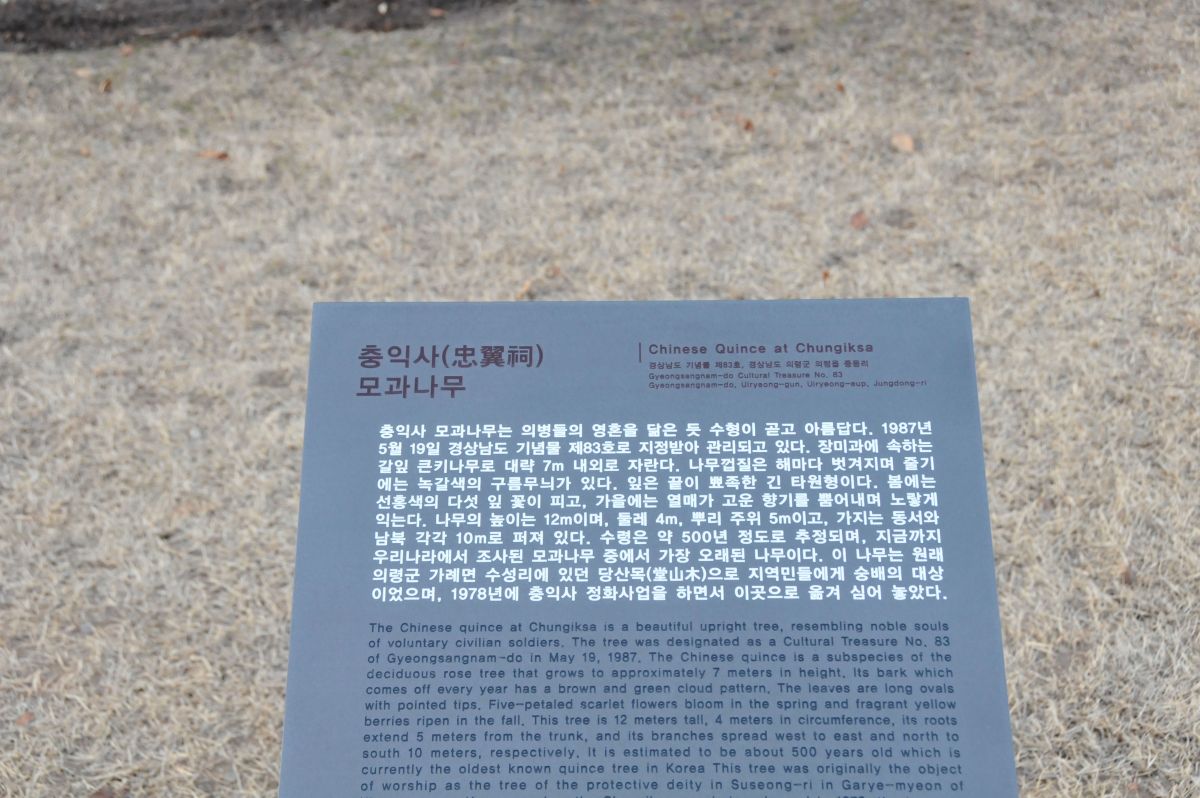 충익사(忠翼祠)
모과나무
Chinese Quince at Chungiksa
경상남도 기념물 제83호, 경상남도 의령군 의령읍 중동리
Gyeongsangnam-do Cultural Treasure No. 83
Gyeongsangnam-do, Uiryeong-gun, Uiryeong-eup, Jungdong-ri
충익사 모과나무는 의병들의 영혼을 닮은 듯 수형이 곧고 아름답다. 1987년
5월 19일 경상남도 기념물 제83호로 지정받아 관리되고 있다. 장미과에 속하는
갈잎 큰키나무로 대략 7m 내외로 자란다. 나무껍질은 해마다 벗겨지며 줄기
에는 녹갈색의 구름무늬가 있다. 잎은 끝이 뾰족한 긴 타원형이다. 봄에는
선홍색의 다섯 잎 꽃이 피고, 가을에는 열매가 고운 향기를 뿜어내며 노랗게
익는다. 나무의 높이는 12m이며, 둘레 4m, 뿌리 주위 5m이고, 가지는 동서와
남북 각각 10m로 퍼져 있다. 수령은 약 500년 정도로 추정되며, 지금까지
우리나라에서 조사된 모과나무 중에서 가장 오래된 나무이다. 이 나무는 원래
의령군 가례면 수성리에 있던 당산목(堂山木)으로 지역민들에게 숭배의 대상
이었으며, 1978년에 충익사 정화사업을 하면서 이곳으로 옮겨 심어 놓았다.
The Chinese quince at Chungiksa is a beautiful upright tree, resembling noble souls
of voluntary civilian soldiers. The tree was designated as a Cultural Treasure No. 83
of Gyeongsangnam-do in May 19, 1987. The Chinese quince is a subspecies of the
deciduous rose tree that grows to approximately 7 meters in height. Its bark which
comes off every year has a brown and green cloud pattern. The leaves are long ovals
with pointed tips. Five-petaled scarlet flowers bloom in the spring and fragrant yellow
berries ripen in the fall. This tree is 12 meters tall, 4 meters in circumference, its roots
extend 5 meters from the trunk, and its branches spread west to east and north to
south 10 meters, respectively. It is estimated to be about 500 years old which is
currently the oldest known quince tree in Korea This tree was originally the object
of worship as the tree of the protective deity in Suseong-ri in Garye-myeon of